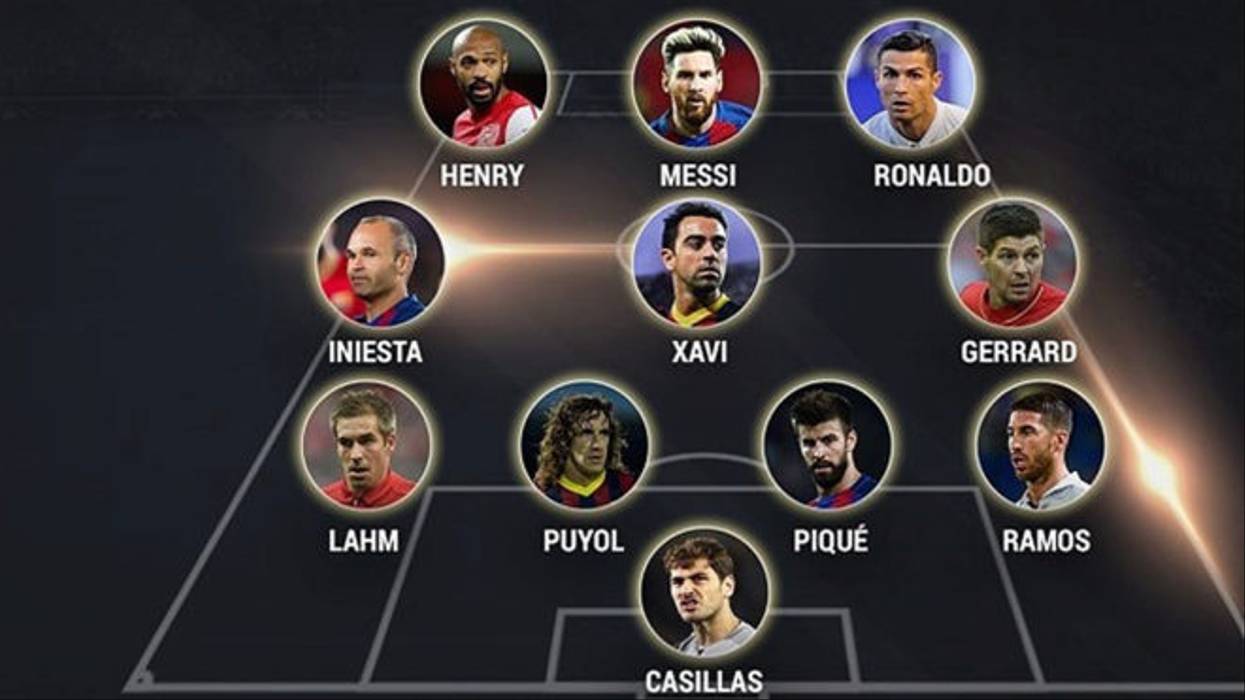 HENRY
MESSI
RONALDO
INIESTA
XAVI
GERRARD
LAHM
PUYOL
PIQUÉ
RAMOS
CASILLAS